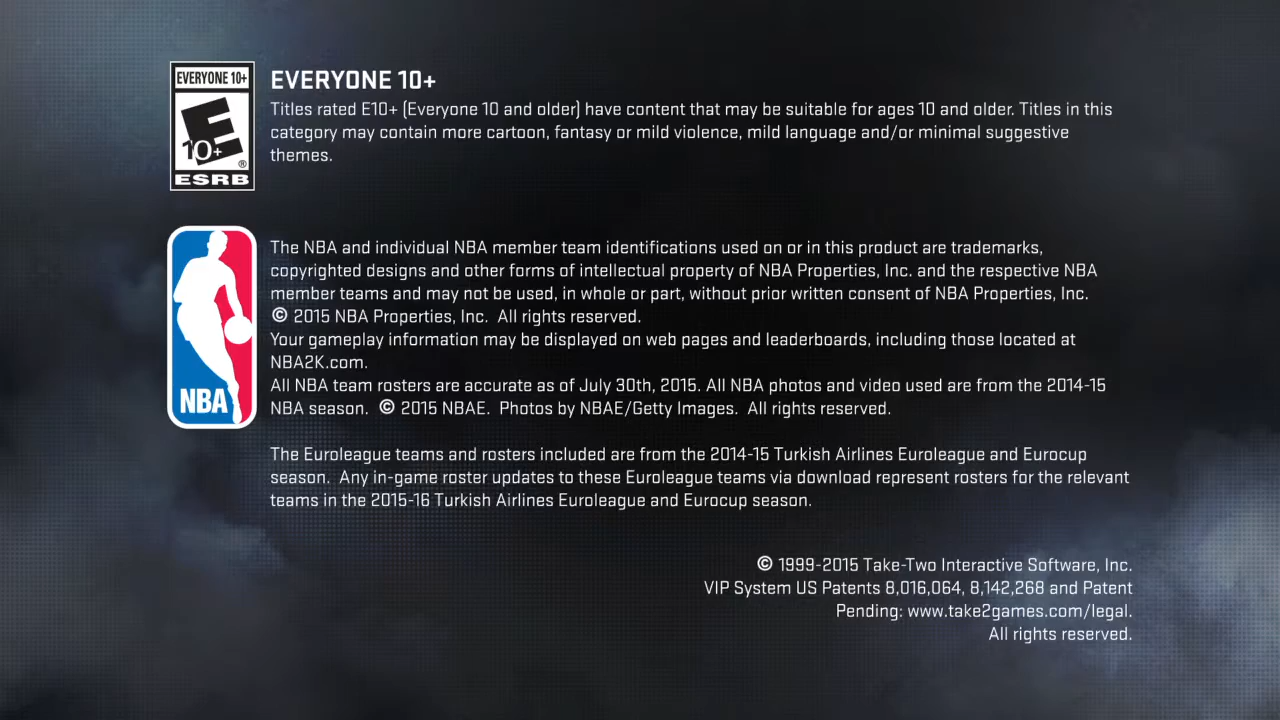 EVERYONE 10+
E
10+
®
ESRB
EVERYONE 10+
Titles rated E10+ (Everyone 10 and older) have content that may be suitable for ages 10 and older. Titles in this
category may contain more cartoon, fantasy or mild violence, mild language and/or minimal suggestive
themes.
NBA
The NBA and individual NBA member team identifications used on or in this product are trademarks,
copyrighted designs and other forms of intellectual property of NBA Properties, Inc. and the respective NBA
member teams and may not be used, in whole or part, without prior written consent of NBA Properties, Inc.
© 2015 NBA Properties, Inc.  All rights reserved.
Your gameplay information may be displayed on web pages and leaderboards, including those located at
NBA2K.com.
All NBA team rosters are accurate as of July 30th, 2015. All NBA photos and video used are from the 2014-15
NBA season.  © 2015 NBAE.  Photos by NBAE/Getty Images.  All rights reserved.
The Euroleague teams and rosters included are from the 2014-15 Turkish Airlines Euroleague and Eurocup
season.  Any in-game roster updates to these Euroleague teams via download represent rosters for the relevant
teams in the 2015-16 Turkish Airlines Euroleague and Eurocup season.
© 1999-2015 Take-Two Interactive Software, Inc.
VIP System US Patents 8,016,064, 8,142,268 and Patent
Pending: www.take2games.com/legal.
All rights reserved.